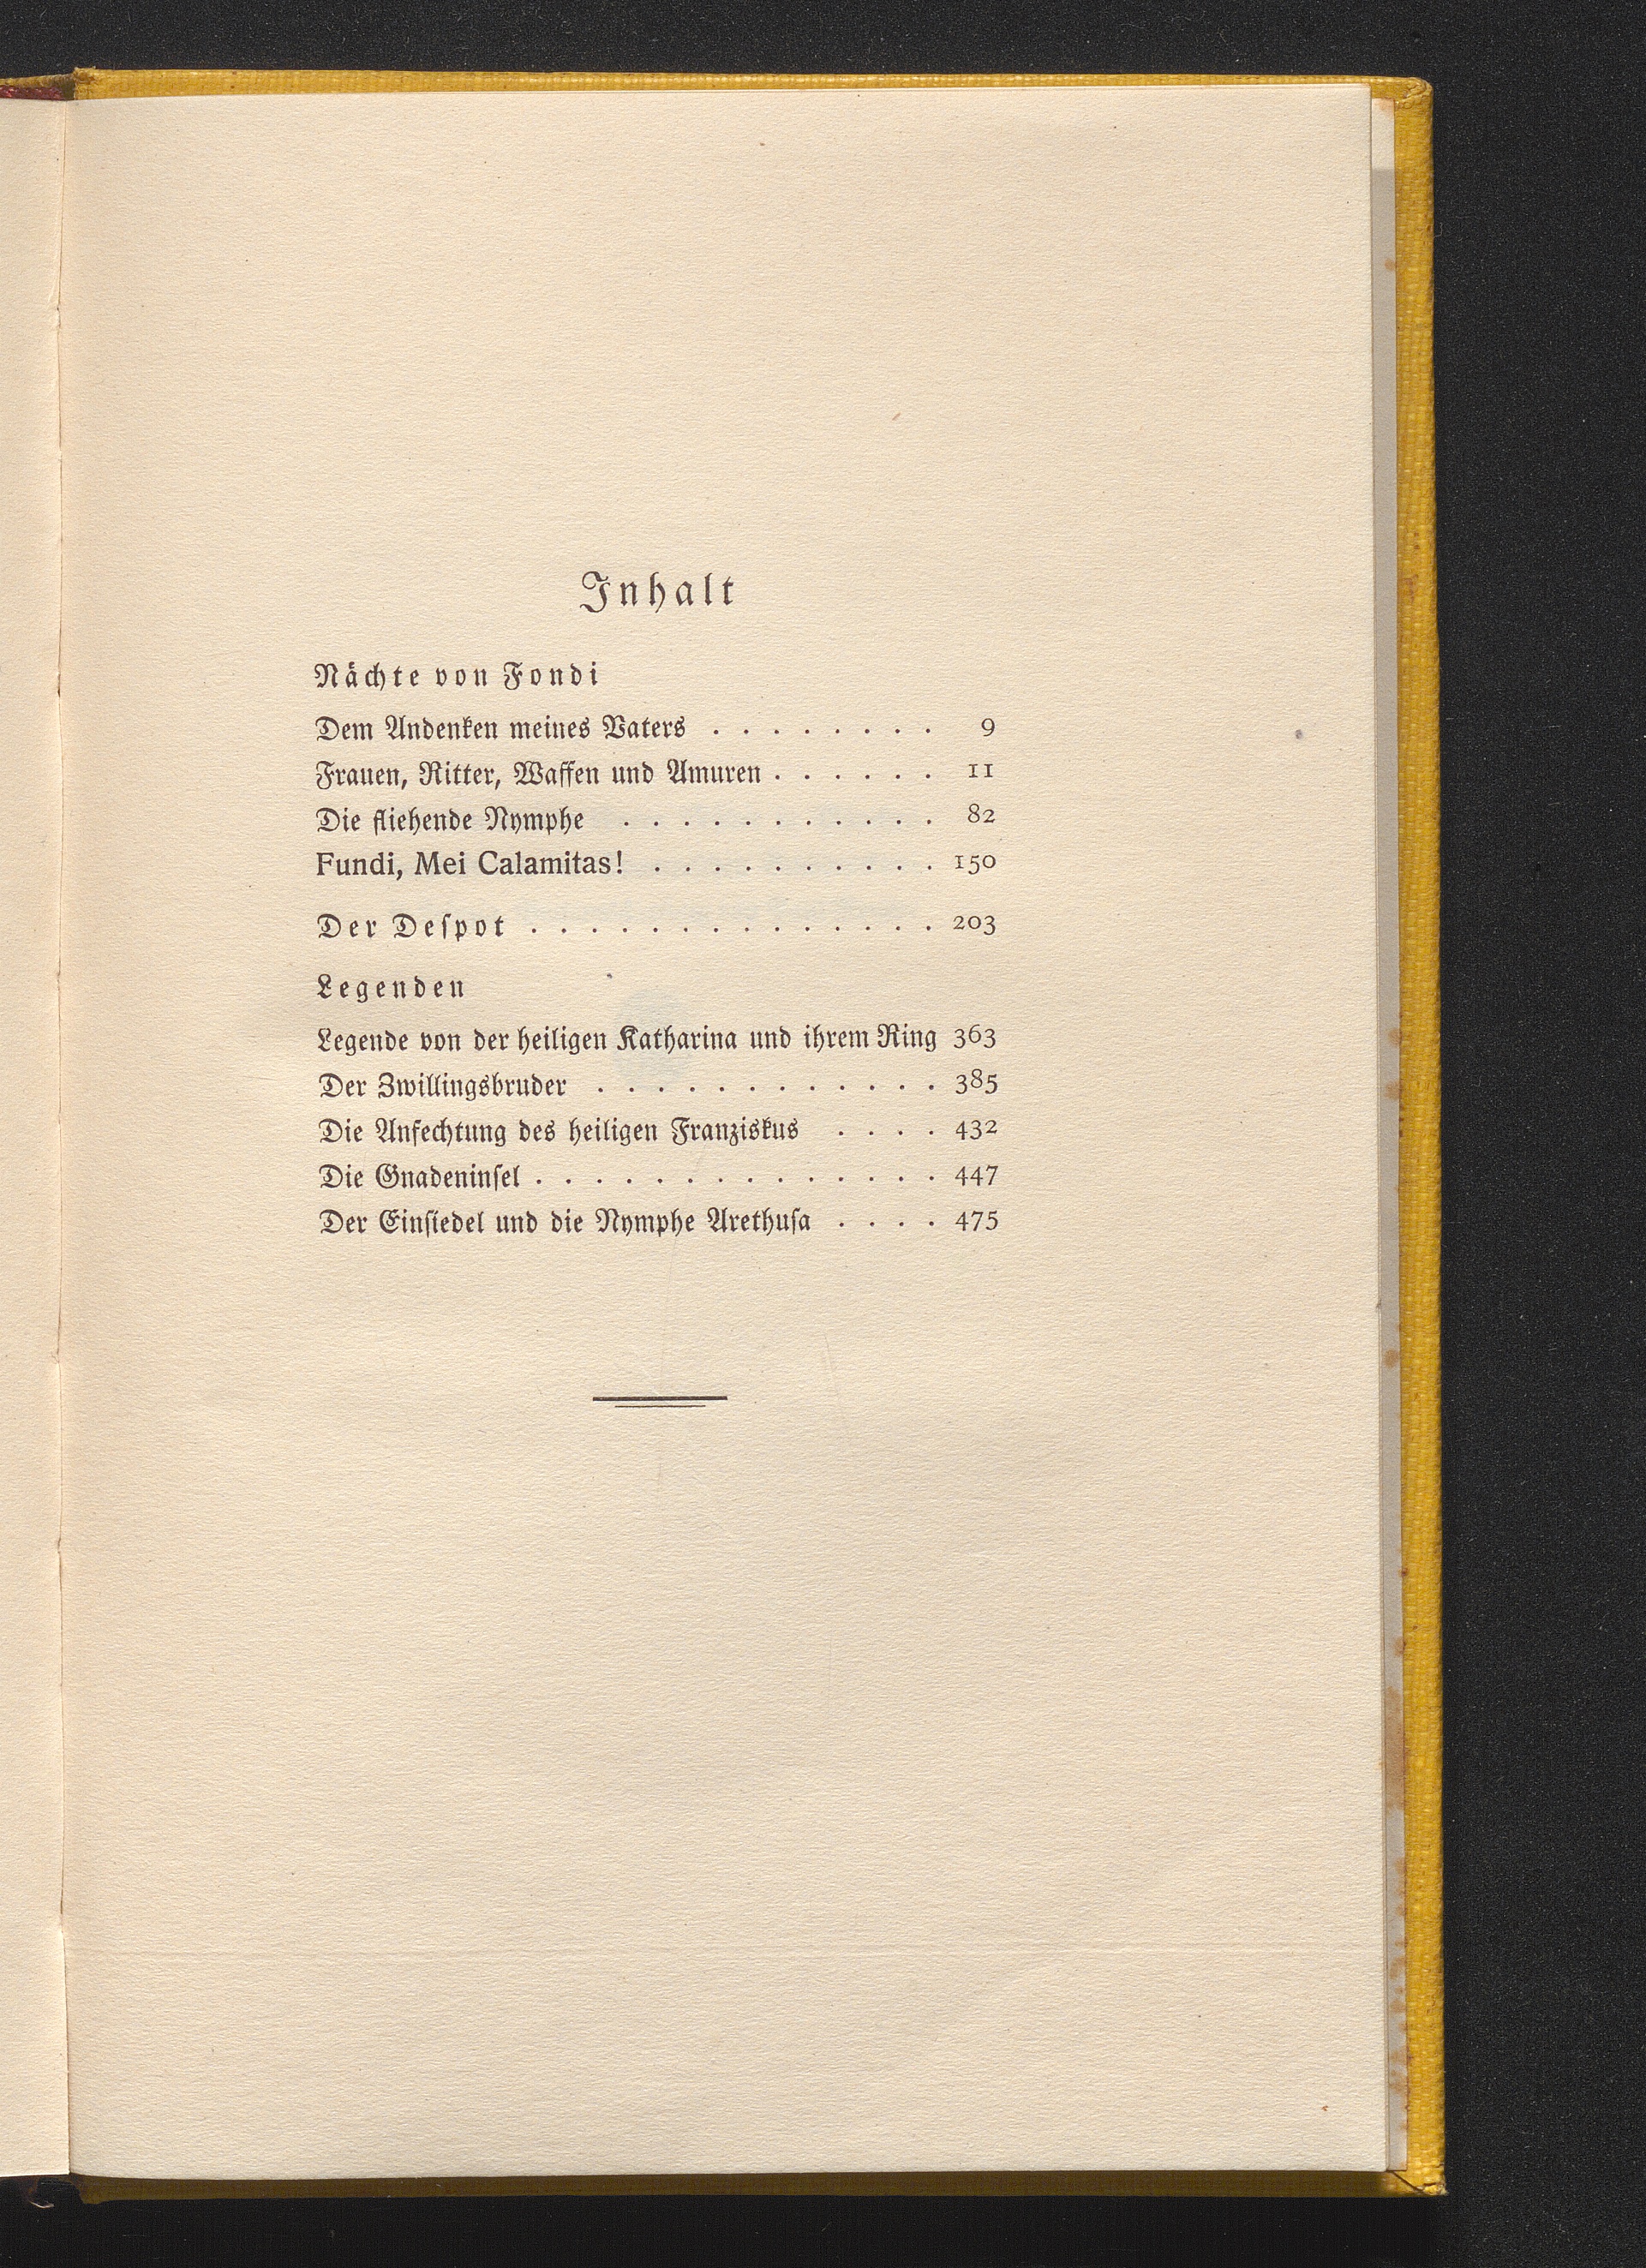 Inhalt
Nächte von Fondi
Dem Andenken meines Vaters . . . . . . . . 9
Frauen, Ritter, Waffen und Amuren . . . . . . 11
Die fliehende Nymphe . . . . . . . . . . . 82
Fundi, Mei Calamitas! . . . . . . . . . . 150
Der Deſpot . . . . . . . . . . . . . . 203
Legenden
Legende von der heiligen Katharina und ihrem Ring 363
Der Zwillingsbruder . . . . . . . . . . . . 385
Die Anfechtung des heiligen Franziskus . . . . 432
Die Gnadeninſel . . . . . . . . . . . . . . 447
Der Einſiedel und die Nymphe Arethuſa . . . . 475